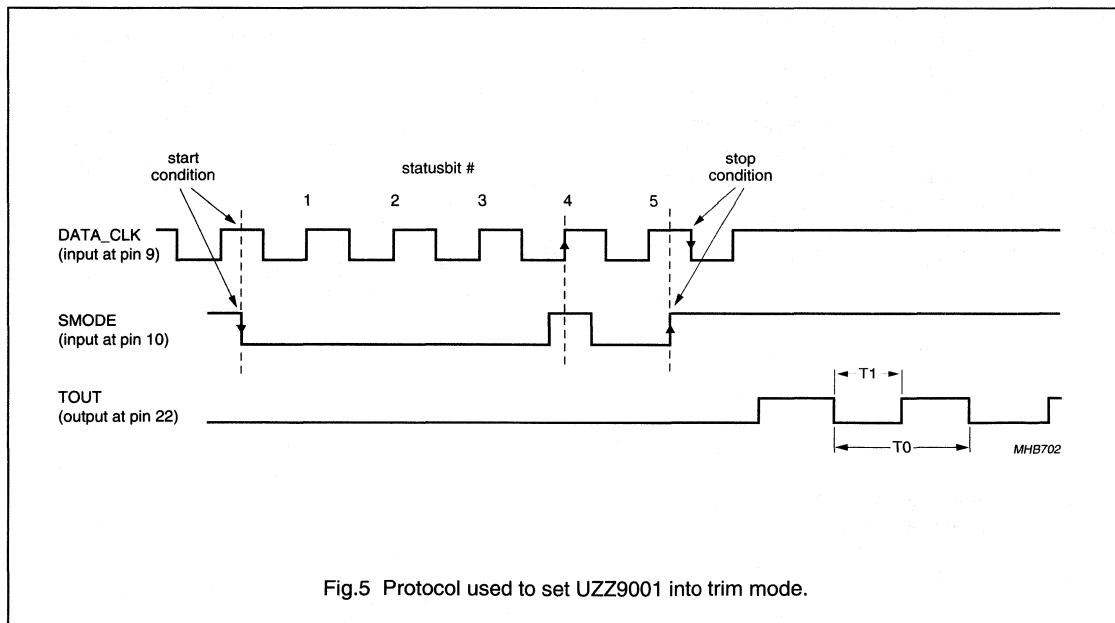 start
condition
statusbit #
stop
condition
1 2 3 4 5
DATA_CLK
(input at pin 9)
SMODE
(input at pin 10)
T1
TOUT
(output at pin 22)
T0
MHB702
Fig.5 Protocol used to set UZZ9001 into trim mode.